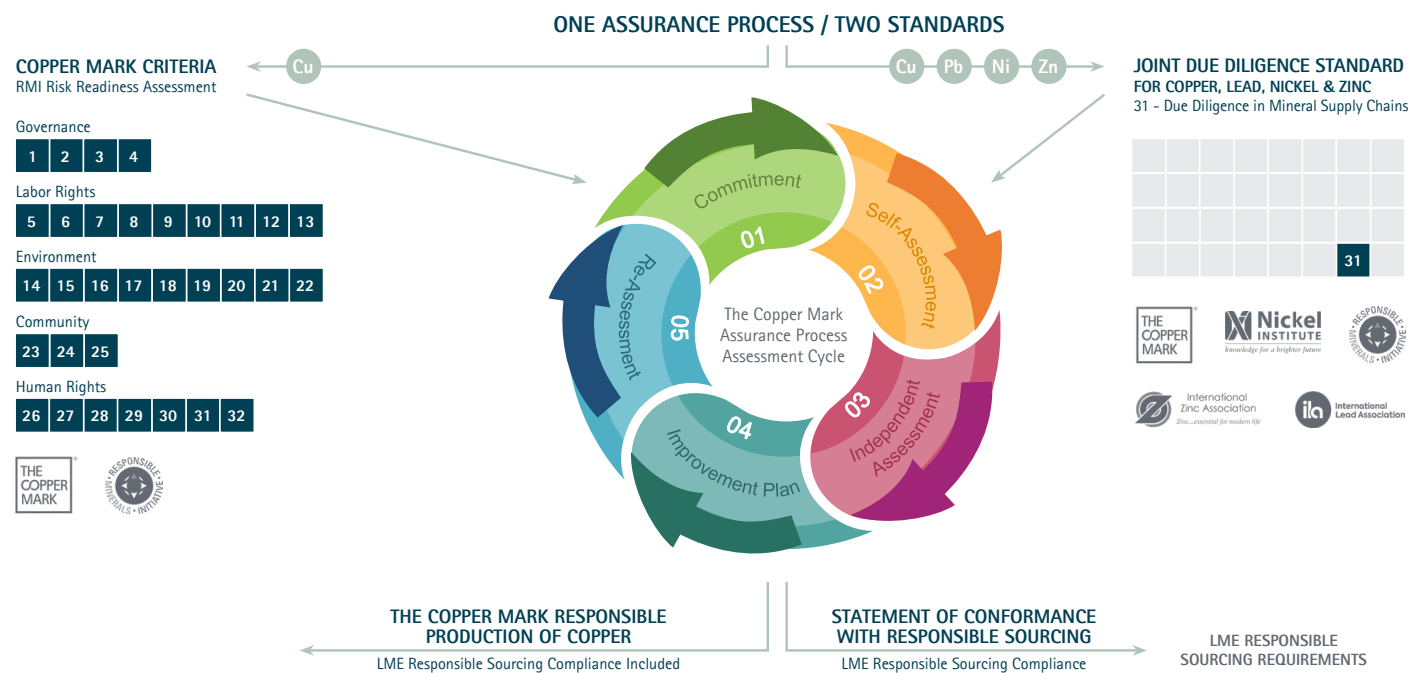 ONE ASSURANCE PROCESS / TWO STANDARDS
COPPER MARK CRITERIA
RMI Risk Readiness Assessment
Cu
Governance
1 2 3 4
Labor Rights
5 6 7 8 9 10 11 12 13
Environment
14 15 16 17 18 19 20 21 22
Community
23 24 25
Human Rights
26 27 28 29 30 31 32
THE
COPPER
MARK
RESPONSIBLE
MINERALS
INITIATIVE
Commitment
01
Self-Assessment
02
Independent
Assessment
03
Improvement Plan
04
Re-Assessment
05
The Copper Mark
Assurance Process
Assessment Cycle
Cu Pb Ni Zn
JOINT DUE DILIGENCE STANDARD
FOR COPPER, LEAD, NICKEL & ZINC
31 - Due Diligence in Mineral Supply Chains
31
THE
COPPER
MARK
Nickel
INSTITUTE
knowledge for a brighter future
RESPONSIBLE
MINERALS
INITIATIVE
International
Zinc Association
Zinc...essential for modern life
ila
International
Lead Association
THE COPPER MARK RESPONSIBLE
PRODUCTION OF COPPER
LME Responsible Sourcing Compliance Included
STATEMENT OF CONFORMANCE
WITH RESPONSIBLE SOURCING
LME Responsible Sourcing Compliance
LME RESPONSIBLE
SOURCING REQUIREMENTS